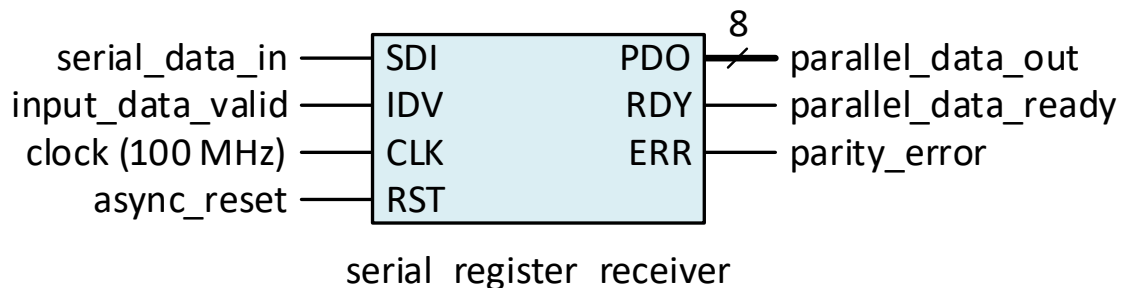 8
serial_data_in SDI PDO parallel_data_out
input_data_valid IDV RDY parallel_data_ready
clock (100 MHz) CLK ERR parity_error
async_reset RST
serial_register_receiver